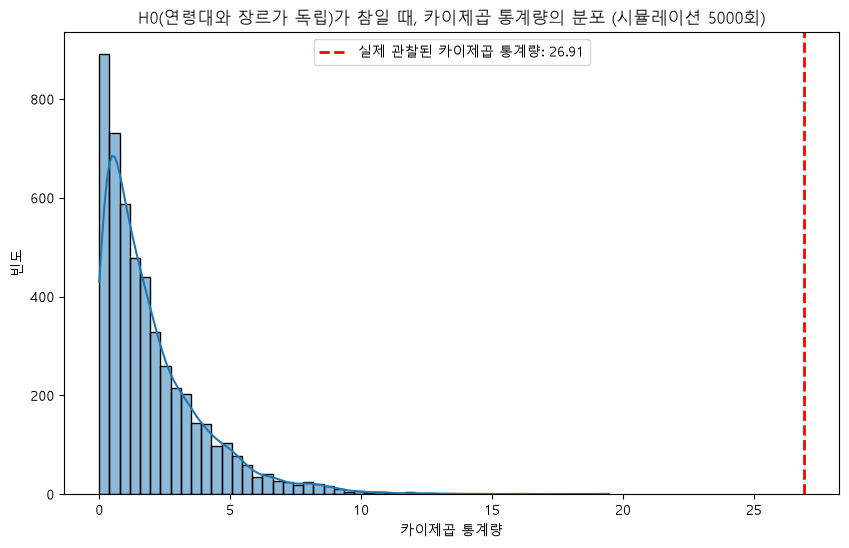 H0(연령대와 장르가 독립)가 참일 때, 카이제곱 통계량의 분포 (시뮬레이션 5000회)
실제 관찰된 카이제곱 통계량: 26.91
빈도
800
600
400
200
0
0 5 10 15 20 25
카이제곱 통계량